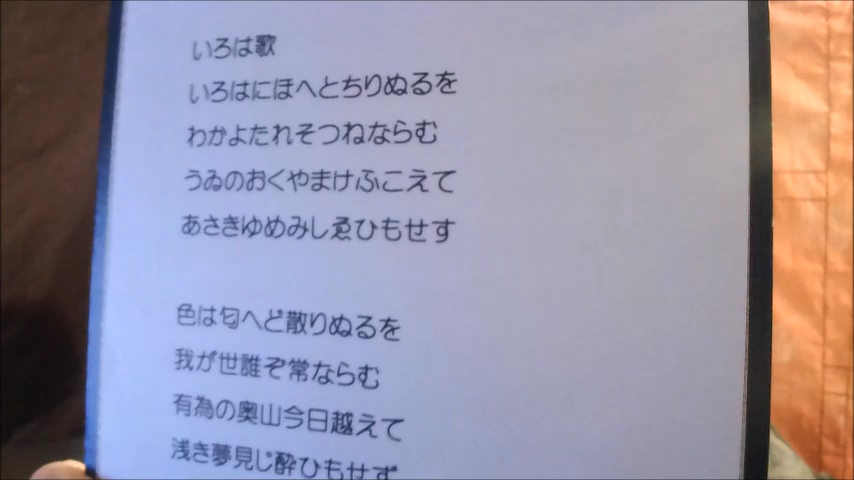 いろは歌
いろはにほへとちりぬるを
わかよたれそつねならむ
うゐのおくやまけふこえて
あさきゆめみしゑひもせす
色は匂へど散りぬるを
我が世誰ぞ常ならむ
有為の奥山今日越えて
浅き夢見じ酔ひもせず